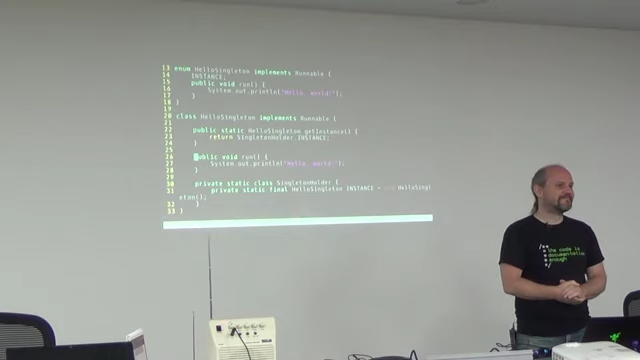 13 enum HelloSingleton implements Runnable {
14 INSTANCE;
15 public void run() {
16 System.out.println("Hello, world!");
17 }
18 }
19
20 class HelloSingleton implements Runnable {
21
22 public static HelloSingleton getInstance() {
23 return SingletonHolder.INSTANCE;
24 }
25
26 public void run() {
27 System.out.println("Hello, world!");
28 }
29
30 private static class SingletonHolder {
31 private static final HelloSingleton INSTANCE = new HelloSingl
eton();
32 }
33 }
/**
* the code is
* documentation
* enough
*/